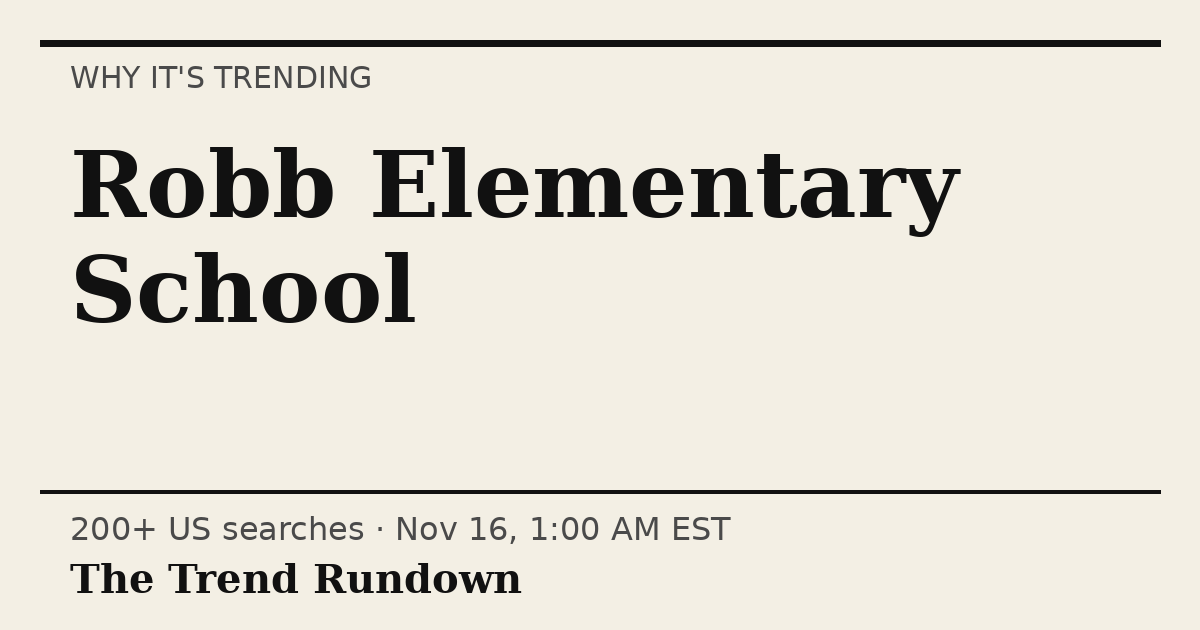 WHY IT'S TRENDING
Robb Elementary
School
200+ US searches · Nov 16, 1:00 AM EST
The Trend Rundown